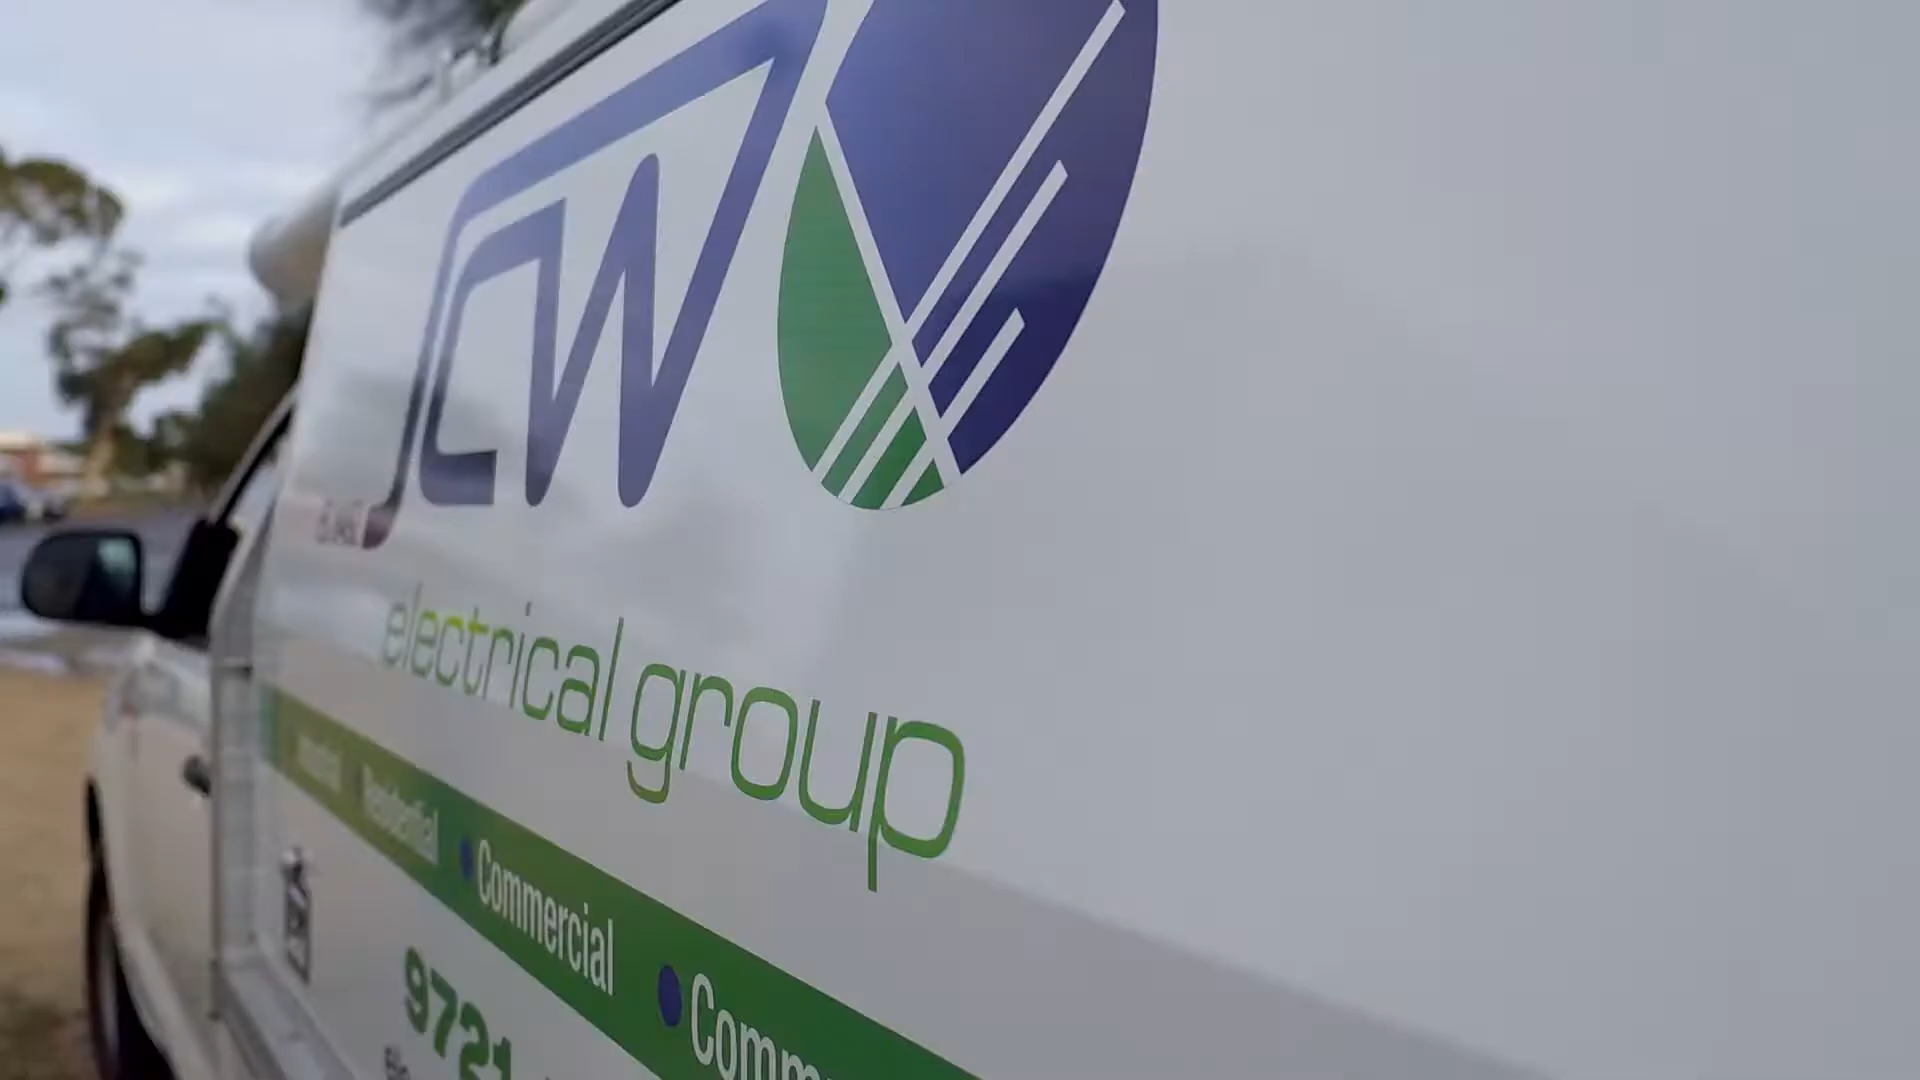 JCW
electrical group
Residential • Commercial • Comm
9721